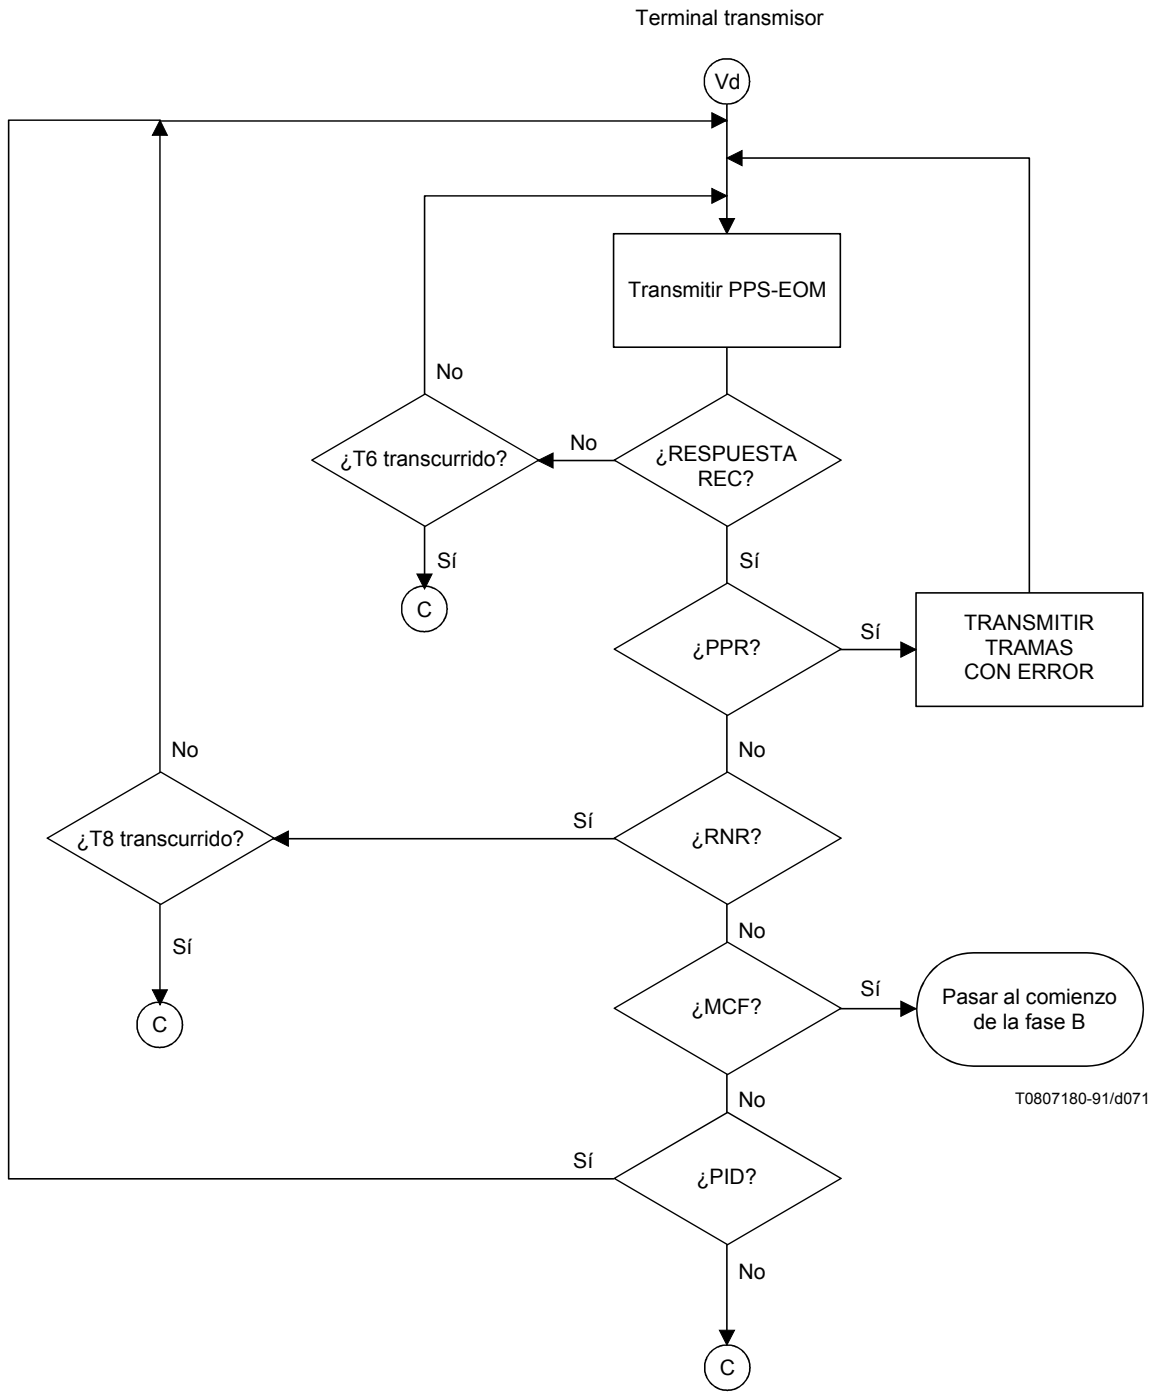 Terminal transmisor
Vd
Transmitir PPS-EOM
No
¿T6 transcurrido?
No
¿RESPUESTA
REC?
Sí
C
Sí
¿PPR?
Sí
TRANSMITIR
TRAMAS
CON ERROR
No
No
¿T8 transcurrido?
Sí
¿RNR?
Sí
C
No
¿MCF?
Sí
Pasar al comienzo
de la fase B
T0807180-91/d071
No
Sí
¿PID?
No
C